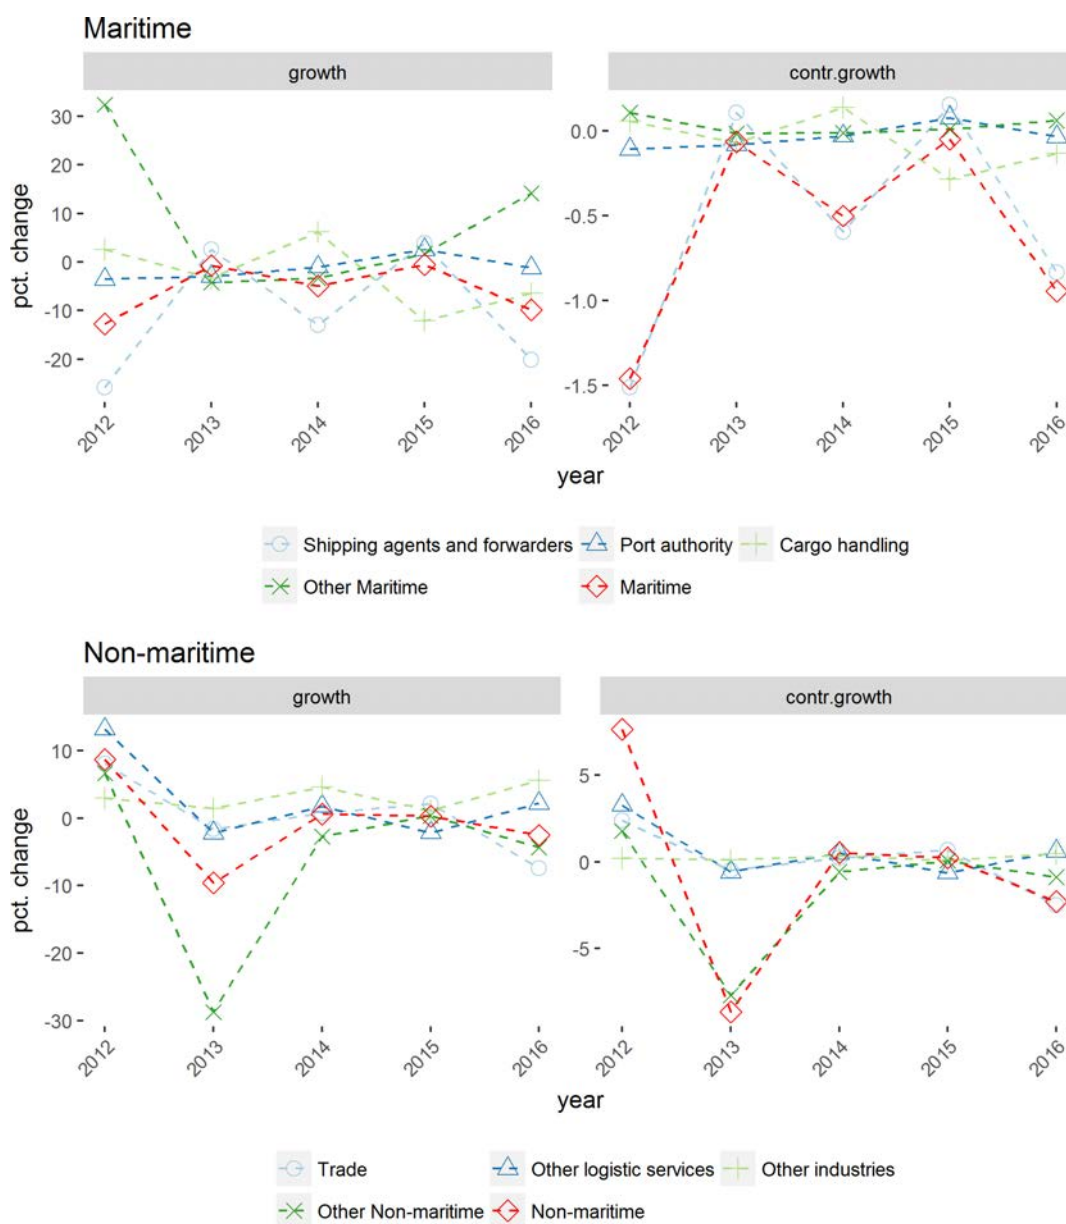 Maritime
growth
contr.growth
pct. change
30
20
10
0
-10
-20
0.0
-0.5
-1.0
-1.5
2012
2013
2014
2015
2016
2012
2013
2014
2015
2016
year
Shipping agents and forwarders
Port authority
Cargo handling
Other Maritime
Maritime
Non-maritime
growth
contr.growth
pct. change
10
0
-10
-20
-30
5
0
-5
2012
2013
2014
2015
2016
2012
2013
2014
2015
2016
year
Trade
Other logistic services
Other industries
Other Non-maritime
Non-maritime